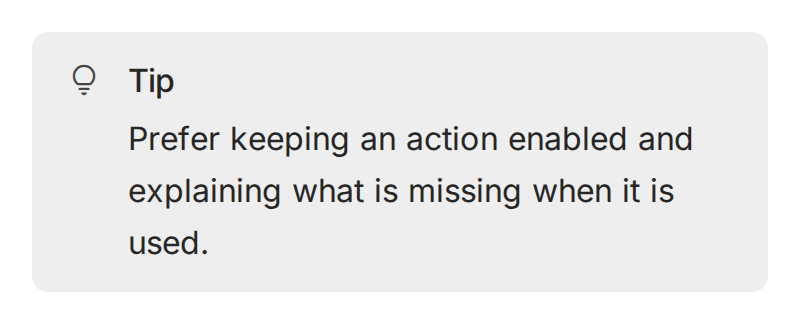 Tip
Prefer keeping an action enabled and
explaining what is missing when it is
used.